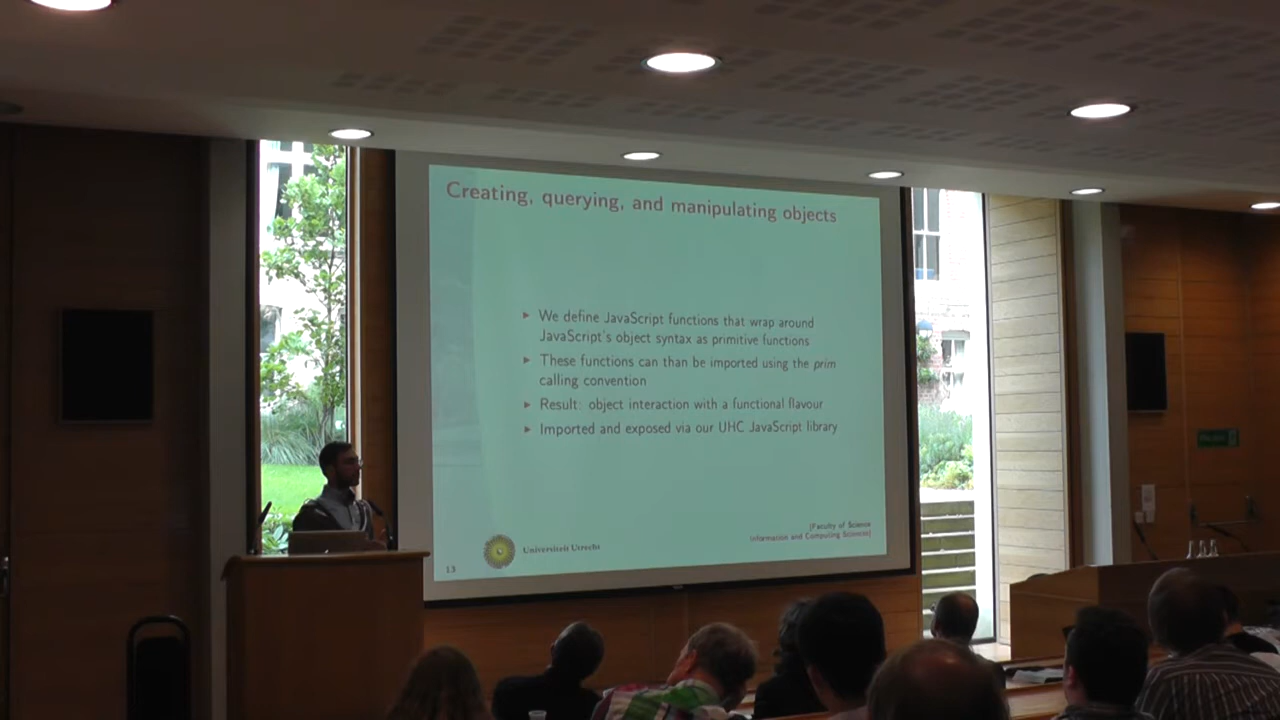 Creating, querying, and manipulating objects
▸ We define JavaScript functions that wrap around
JavaScript's object syntax as primitive functions
▸ These functions can than be imported using the prim
calling convention
▸ Result: object interaction with a functional flavour
▸ Imported and exposed via our UHC JavaScript library
[Faculty of Science
Information and Computing Sciences]
Universiteit Utrecht
13